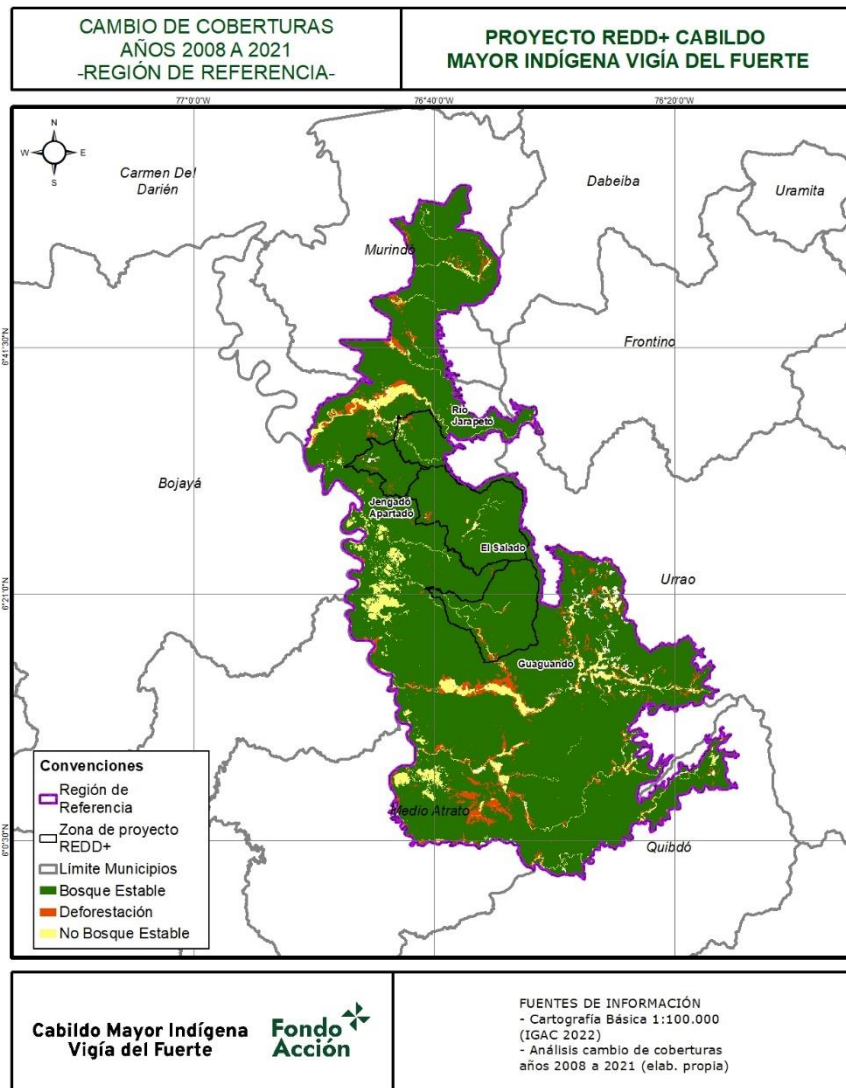 CAMBIO DE COBERTURAS
AÑOS 2008 A 2021
-REGIÓN DE REFERENCIA-
PROYECTO REDD+ CABILDO
MAYOR INDÍGENA VIGÍA DEL FUERTE
77°0'0"W
76°40'0"W
76°20'0"W
N
W
E
S
Carmen Del
Darién
Dabeiba
Uramita
Murindó
6°41'30"N
Frontino
Río
Jarapetó
Bojayá
Jengado
Apartado
El Salado
6°21'0"N
Urrao
Guaguando
Convenciones
Región de
Referencia
Zona de proyecto
REDD+
Límite Municipios
Bosque Estable
Deforestación
No Bosque Estable
Medio Atrato
6°0'30"N
Quibdó
Cabildo Mayor Indígena
Vigía del Fuerte
Fondo
Acción
FUENTES DE INFORMACIÓN
- Cartografía Básica 1:100.000
(IGAC 2022)
- Análisis cambio de coberturas
años 2008 a 2021 (elab. propia)